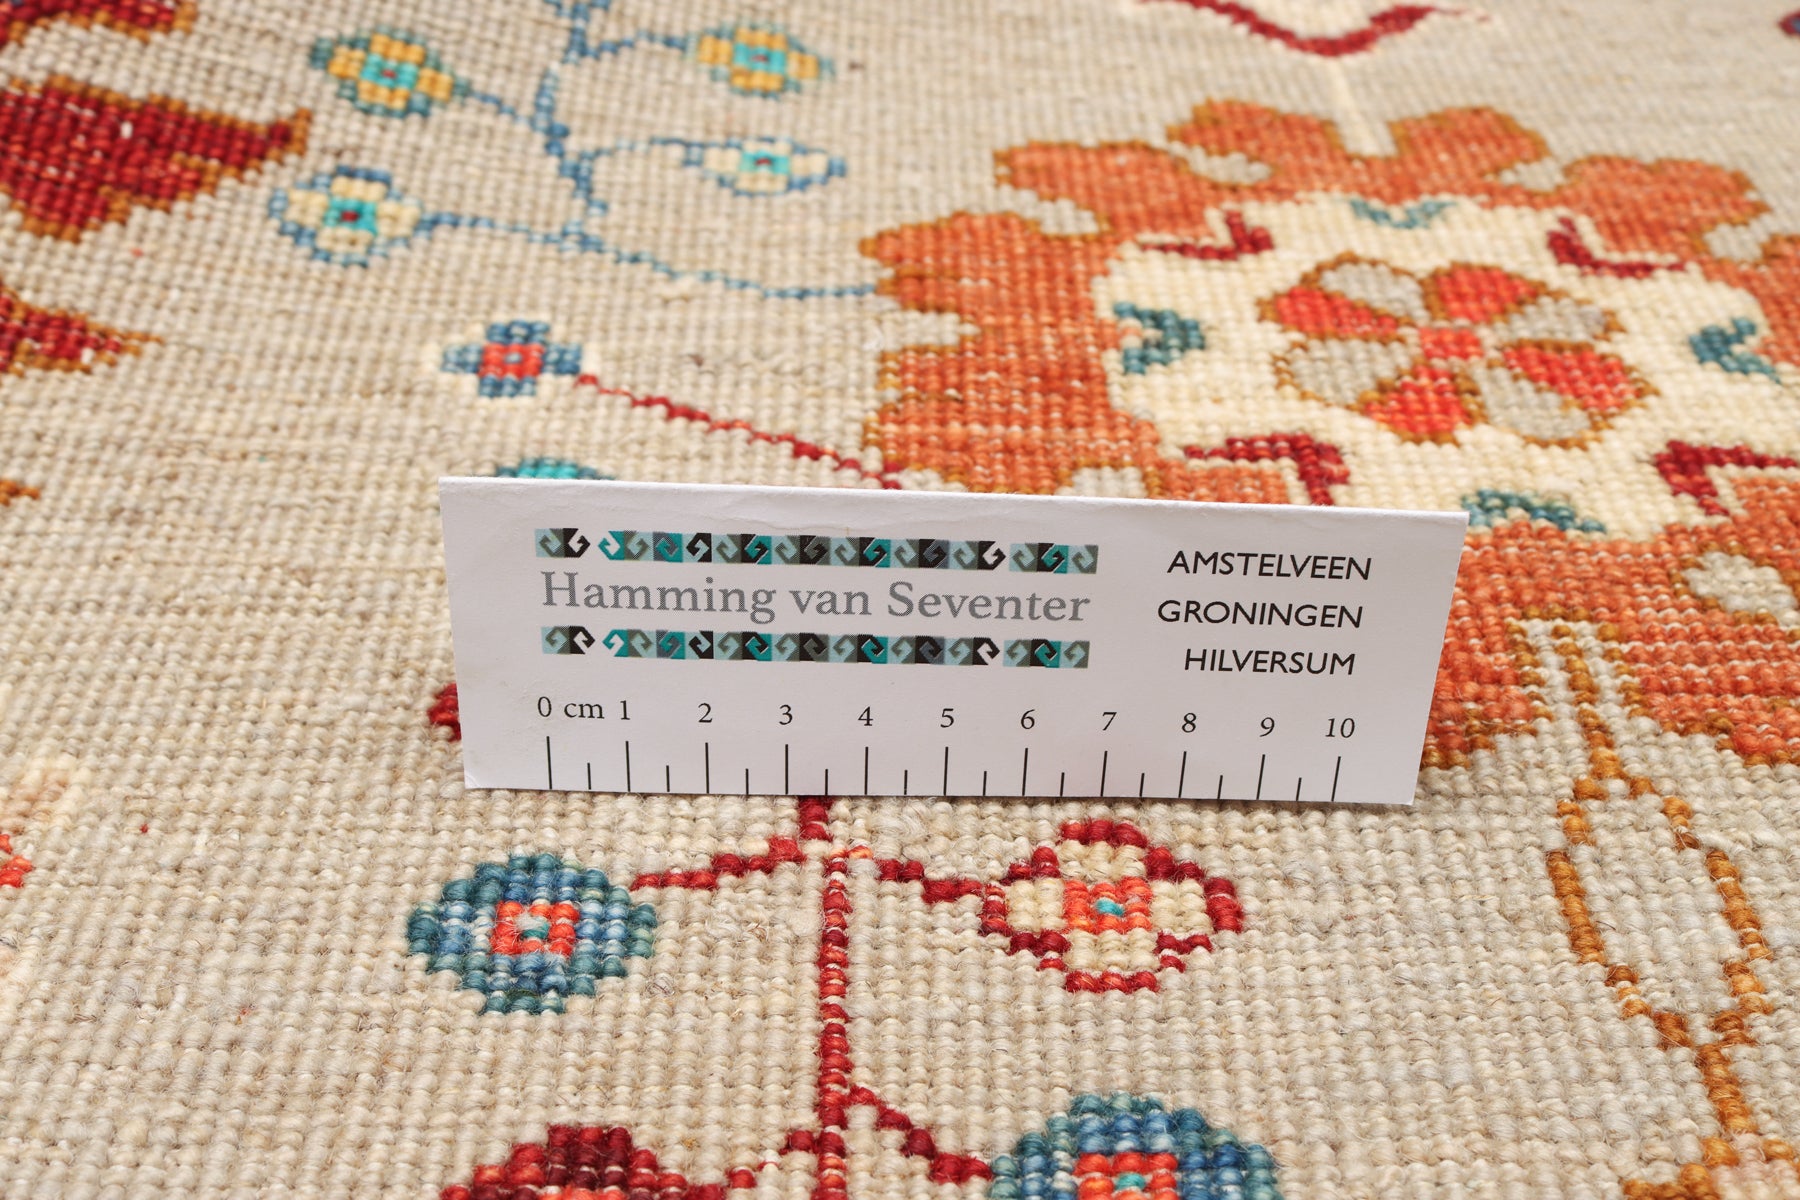 Hamming van Seventer
AMSTELVEEN
GRONINGEN
HILVERSUM
0 cm 1 2 3 4 5 6 7 8 9 10